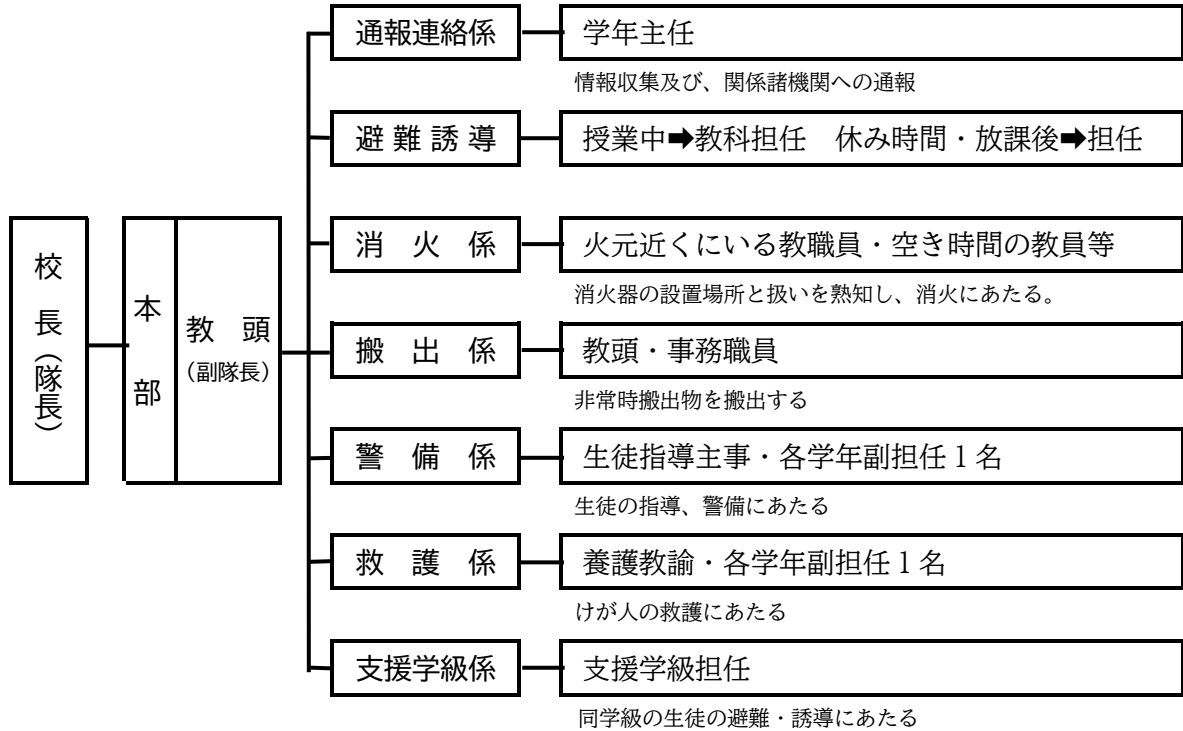 校長（隊長）
本部
教頭
（副隊長）
通報連絡係
学年主任
情報収集及び、関係諸機関への通報
避難誘導
授業中➡教科担任　休み時間・放課後➡担任
消火係
火元近くにいる教職員・空き時間の教員等
消火器の設置場所と扱いを熟知し、消火にあたる。
搬出係
教頭・事務職員
非常時搬出物を搬出する
警備係
生徒指導主事・各学年副担任１名
生徒の指導、警備にあたる
救護係
養護教諭・各学年副担任１名
けが人の救護にあたる
支援学級係
支援学級担任
同学級の生徒の避難・誘導にあたる